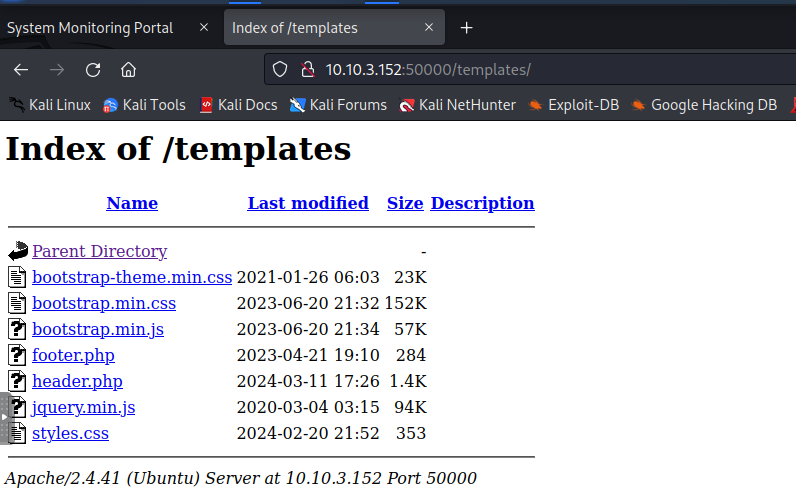 System Monitoring Portal
Index of /templates
10.10.3.152:50000/templates/
Kali Linux Kali Tools Kali Docs Kali Forums Kali NetHunter Exploit-DB Google Hacking DB
Index of /templates
Name Last modified Size Description
Parent Directory -
bootstrap-theme.min.css 2021-01-26 06:03 23K
bootstrap.min.css 2023-06-20 21:32 152K
bootstrap.min.js 2023-06-20 21:34 57K
footer.php 2023-04-21 19:10 284
header.php 2024-03-11 17:26 1.4K
jquery.min.js 2020-03-04 03:15 94K
styles.css 2024-02-20 21:52 353
Apache/2.4.41 (Ubuntu) Server at 10.10.3.152 Port 50000